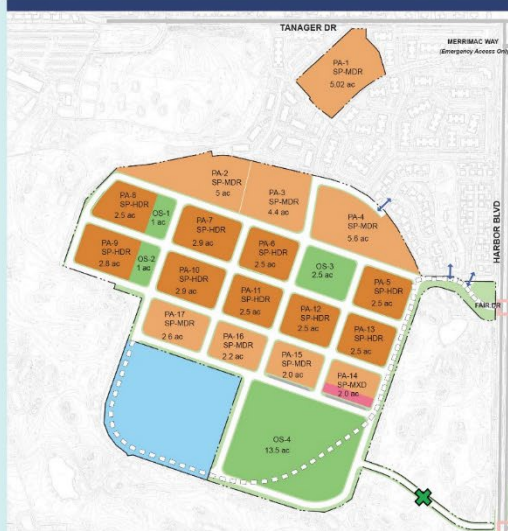 TANAGER DR
MERRIMAC WAY
(Emergency Access Only)
PA-1
SP-MDR
5.02 ac
HARBOR BLVD
PA-2
SP-MDR
5 ac
PA-3
SP-MDR
4.4 ac
PA-4
SP-MDR
5.6 ac
PA-8
SP-HDR
2.5 ac
OS-1
1 ac
PA-7
SP-HDR
2.9 ac
PA-6
SP-HDR
2.5 ac
OS-3
2.5 ac
PA-5
SP-HDR
2.5 ac
FAIR DR
PA-9
SP-HDR
2.8 ac
OS-2
1 ac
PA-10
SP-HDR
2.9 ac
PA-11
SP-HDR
2.5 ac
PA-12
SP-HDR
2.5 ac
PA-13
SP-HDR
2.5 ac
PA-17
SP-MDR
2.6 ac
PA-16
SP-MDR
2.2 ac
PA-15
SP-MDR
2.0 ac
PA-14
SP-MXD
2.0 ac
OS-4
13.5 ac